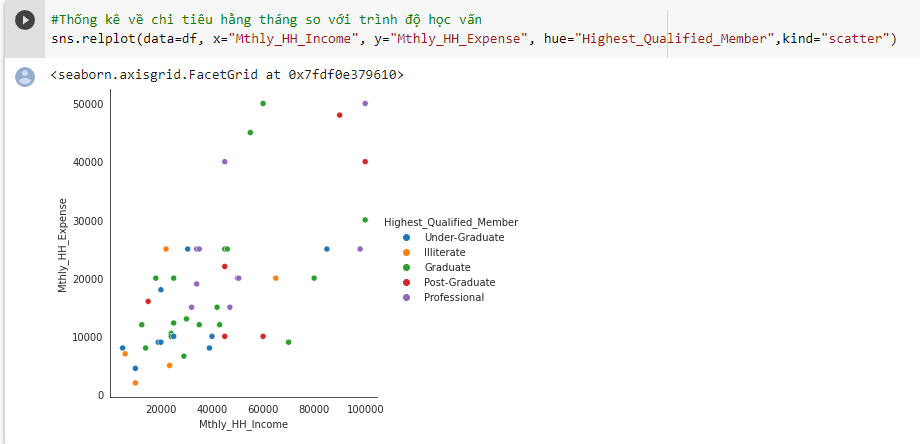 #Thống kê về chi tiêu hằng tháng so với trình độ học vấn
sns.relplot(data=df, x="Mthly_HH_Income", y="Mthly_HH_Expense", hue="Highest_Qualified_Member",kind="scatter")
<seaborn.axisgrid.FacetGrid at 0x7fdf0e379610>
50000
40000
30000
20000
10000
0
Mthly_HH_Expense
20000 40000 60000 80000 100000
Mthly_HH_Income
Highest_Qualified_Member
Under-Graduate
Illiterate
Graduate
Post-Graduate
Professional